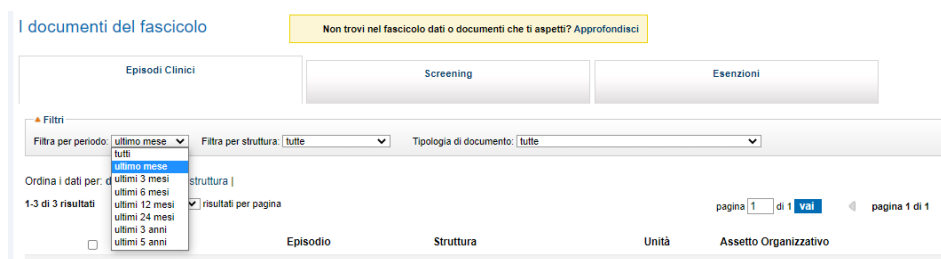 I documenti del fascicolo
Non trovi nel fascicolo dati o documenti che ti aspetti? Approfondisci
Episodi Clinici
Screening
Esenzioni
Filtri
Filtra per periodo: ultimo mese Filtra per struttura: tutte Tipologia di documento: tutte
tutti
ultimo mese
ultimi 3 mesi
ultimi 6 mesi
ultimi 12 mesi
ultimi 24 mesi
ultimi 3 anni
ultimi 5 anni
Ordina i dati per: struttura |
1-3 di 3 risultati risultati per pagina pagina 1 di 1 vai pagina 1 di 1
Episodio Struttura Unità Assetto Organizzativo